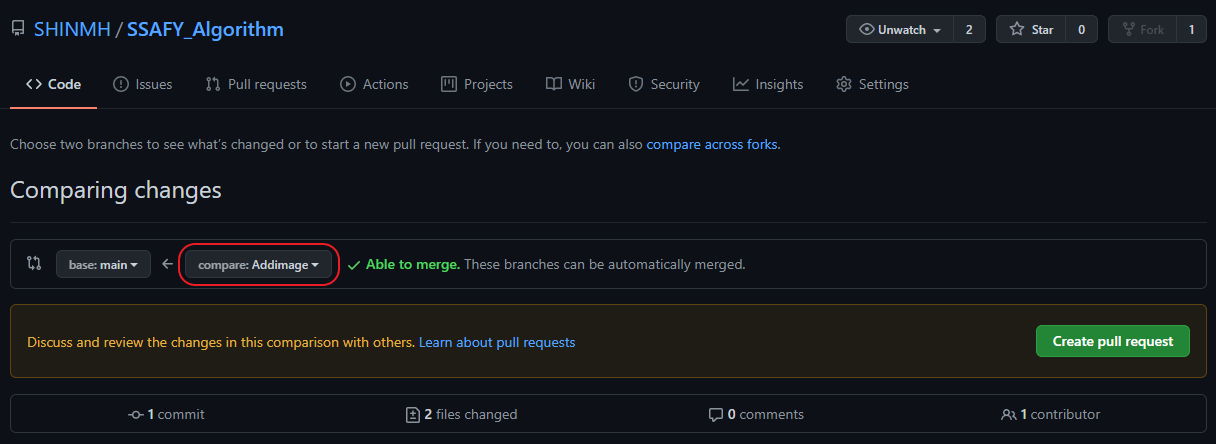 SHINMH / SSAFY_Algorithm
Unwatch 2 Star 0 Fork 1
Code Issues Pull requests Actions Projects Wiki Security Insights Settings
Choose two branches to see what's changed or to start a new pull request. If you need to, you can also compare across forks.
Comparing changes
base: main compare: Addimage Able to merge. These branches can be automatically merged.
Discuss and review the changes in this comparison with others. Learn about pull requests Create pull request
1 commit 2 files changed 0 comments 1 contributor